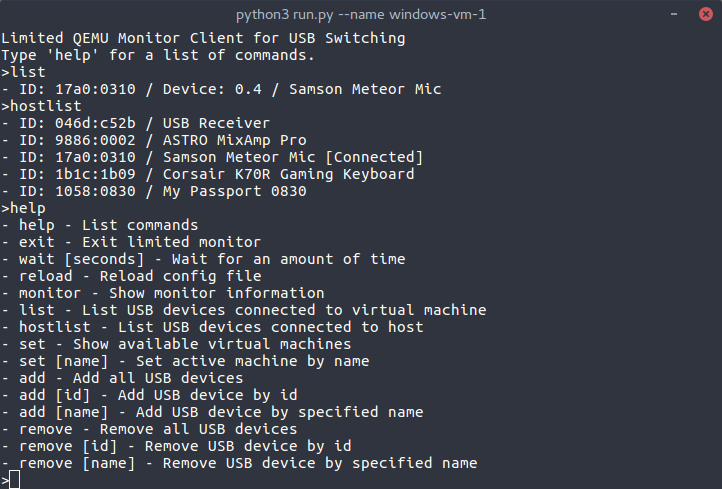 python3 run.py --name windows-vm-1
Limited QEMU Monitor Client for USB Switching
Type 'help' for a list of commands.
>list
- ID: 17a0:0310 / Device: 0.4 / Samson Meteor Mic
>hostlist
- ID: 046d:c52b / USB Receiver
- ID: 9886:0002 / ASTRO MixAmp Pro
- ID: 17a0:0310 / Samson Meteor Mic [Connected]
- ID: 1b1c:1b09 / Corsair K70R Gaming Keyboard
- ID: 1058:0830 / My Passport 0830
>help
- help - List commands
- exit - Exit limited monitor
- wait [seconds] - Wait for an amount of time
- reload - Reload config file
- monitor - Show monitor information
- list - List USB devices connected to virtual machine
- hostlist - List USB devices connected to host
- set - Show available virtual machines
- set [name] - Set active machine by name
- add - Add all USB devices
- add [id] - Add USB device by id
- add [name] - Add USB device by specified name
- remove - Remove all USB devices
- remove [id] - Remove USB device by id
- remove [name] - Remove USB device by specified name
>